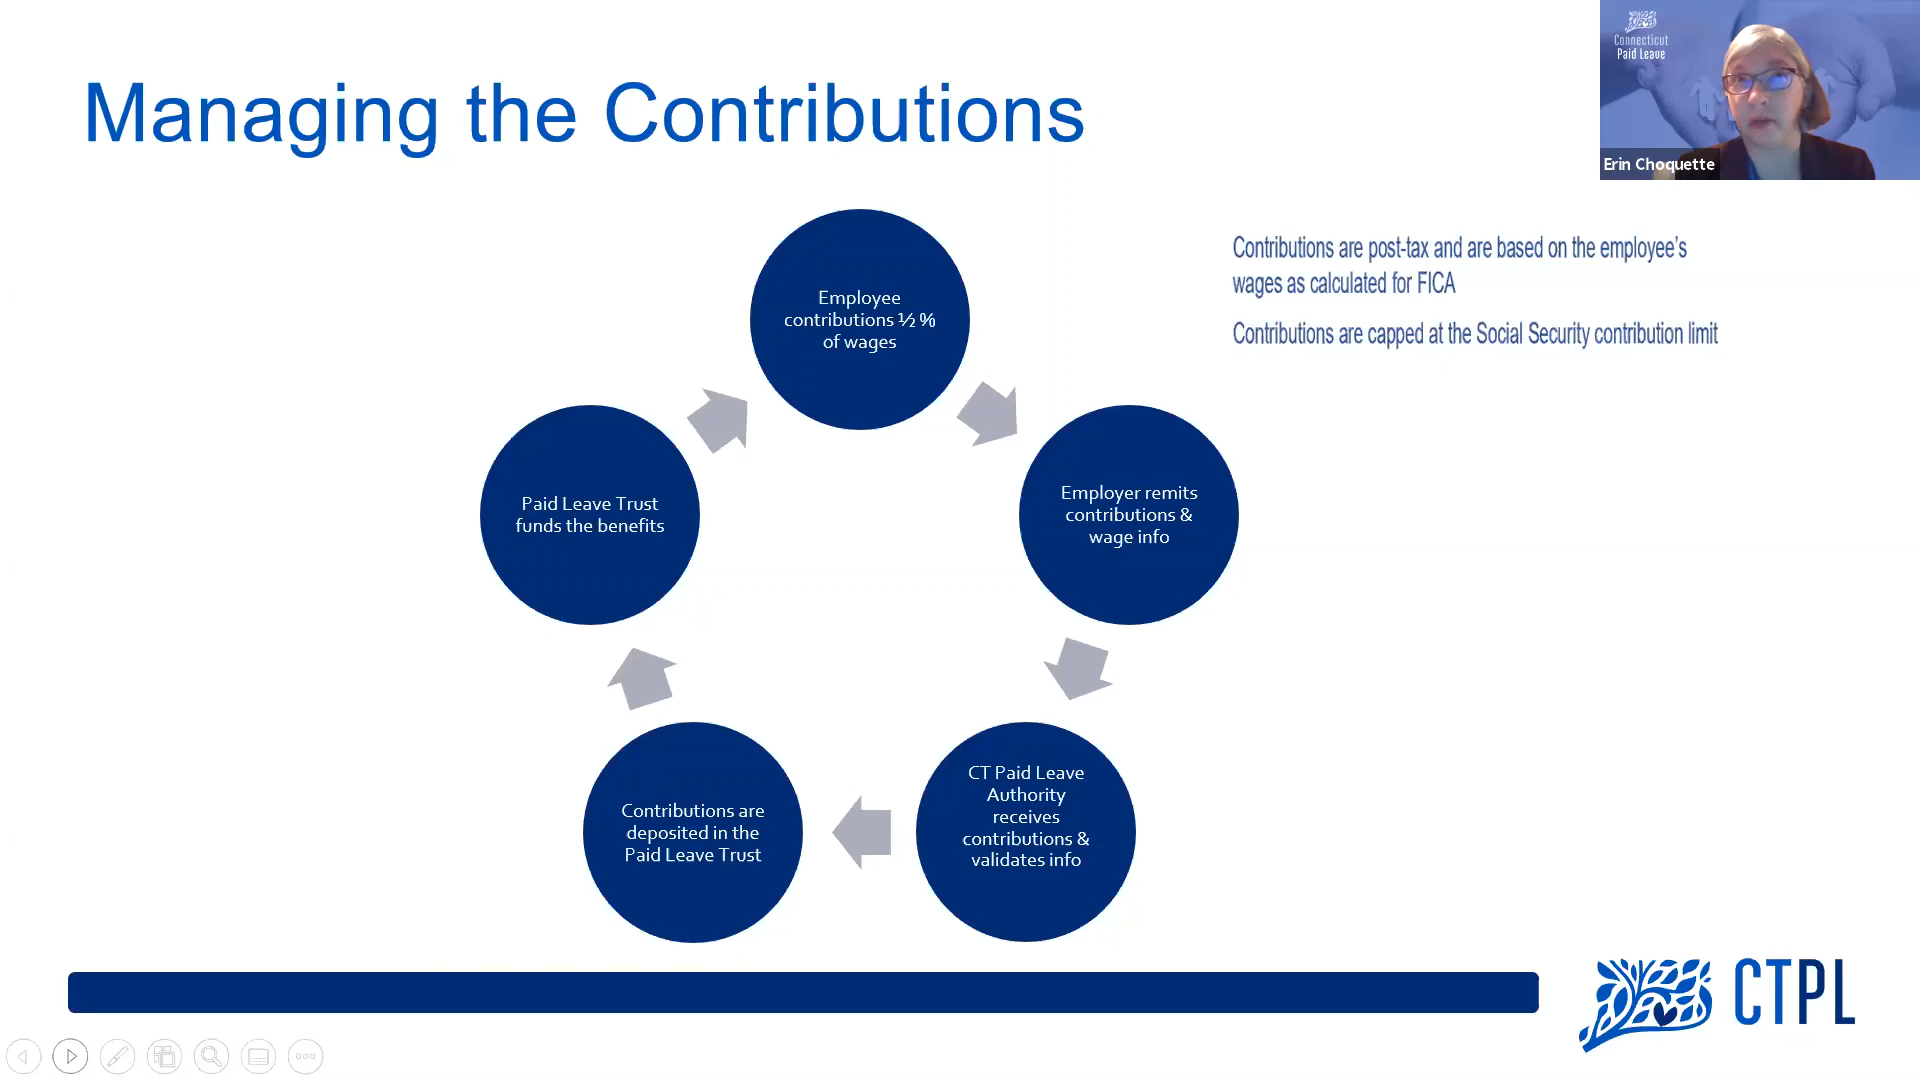 Managing the Contributions
Connecticut
Paid Leave
Erin Choquette
Contributions are post-tax and are based on the employee’s
wages as calculated for FICA
Contributions are capped at the Social Security contribution limit
Employee
contributions ½ %
of wages
Employer remits
contributions &
wage info
CT Paid Leave
Authority
receives
contributions &
validates info
Contributions are
deposited in the
Paid Leave Trust
Paid Leave Trust
funds the benefits
CTPL